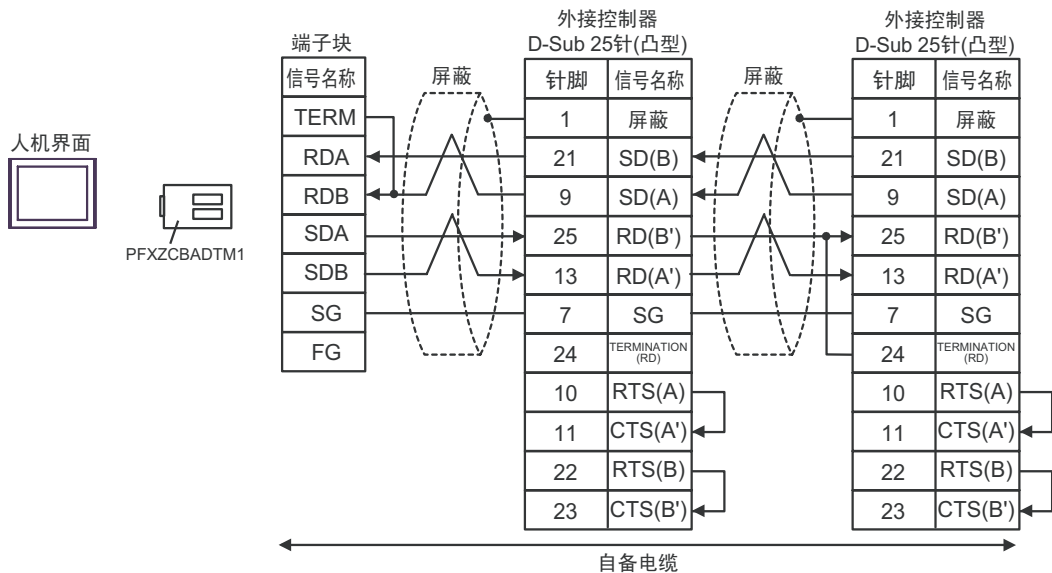 人机界面
PFXZCBADTM1
端子块
信号名称
TERM
RDA
RDB
SDA
SDB
SG
FG
屏蔽
外接控制器
D-Sub 25针(凸型)
针脚 信号名称
1 屏蔽
21 SD(B)
9 SD(A)
25 RD(B')
13 RD(A')
7 SG
24 TERMINATION
(RD)
10 RTS(A)
11 CTS(A')
22 RTS(B)
23 CTS(B')
屏蔽
外接控制器
D-Sub 25针(凸型)
针脚 信号名称
1 屏蔽
21 SD(B)
9 SD(A)
25 RD(B')
13 RD(A')
7 SG
24 TERMINATION
(RD)
10 RTS(A)
11 CTS(A')
22 RTS(B)
23 CTS(B')
自备电缆